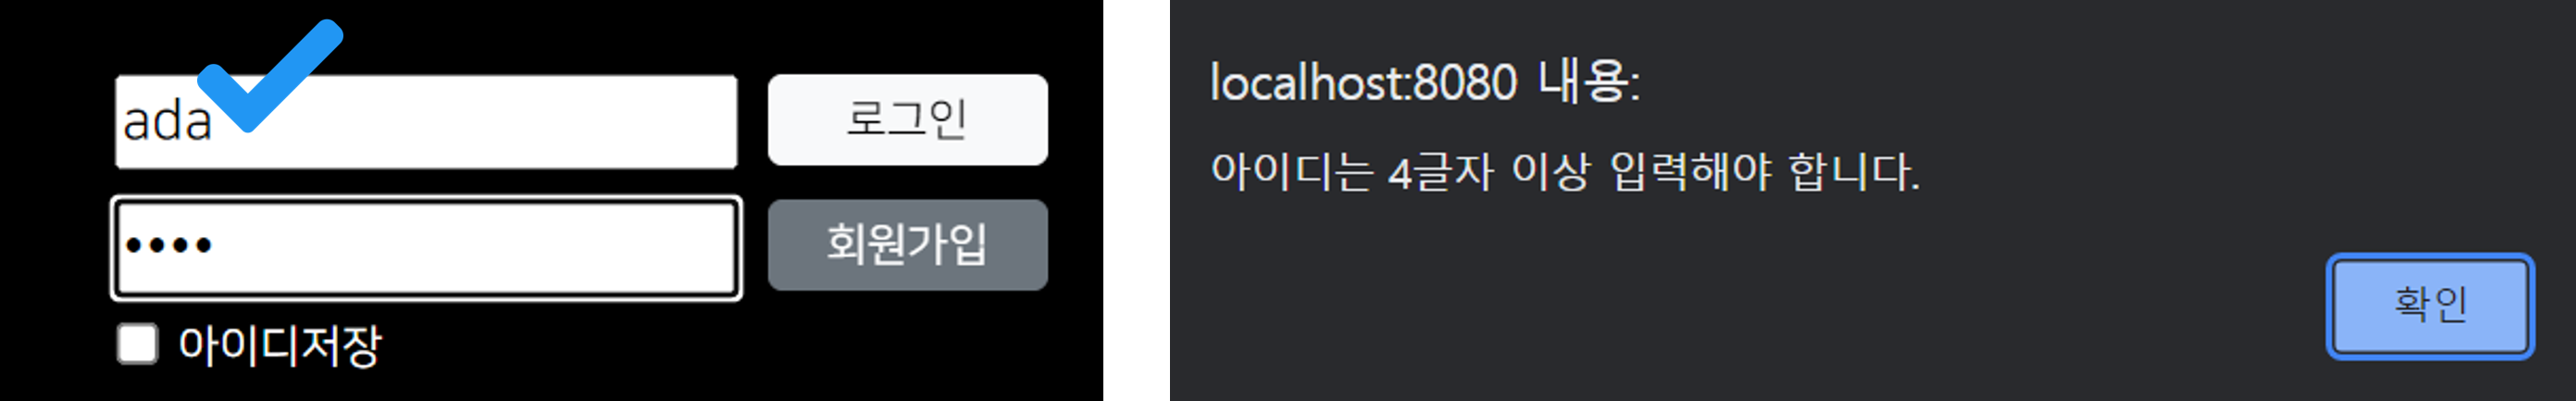 ada
로그인
••••
회원가입
아이디저장
localhost:8080 내용:
아이디는 4글자 이상 입력해야 합니다.
확인